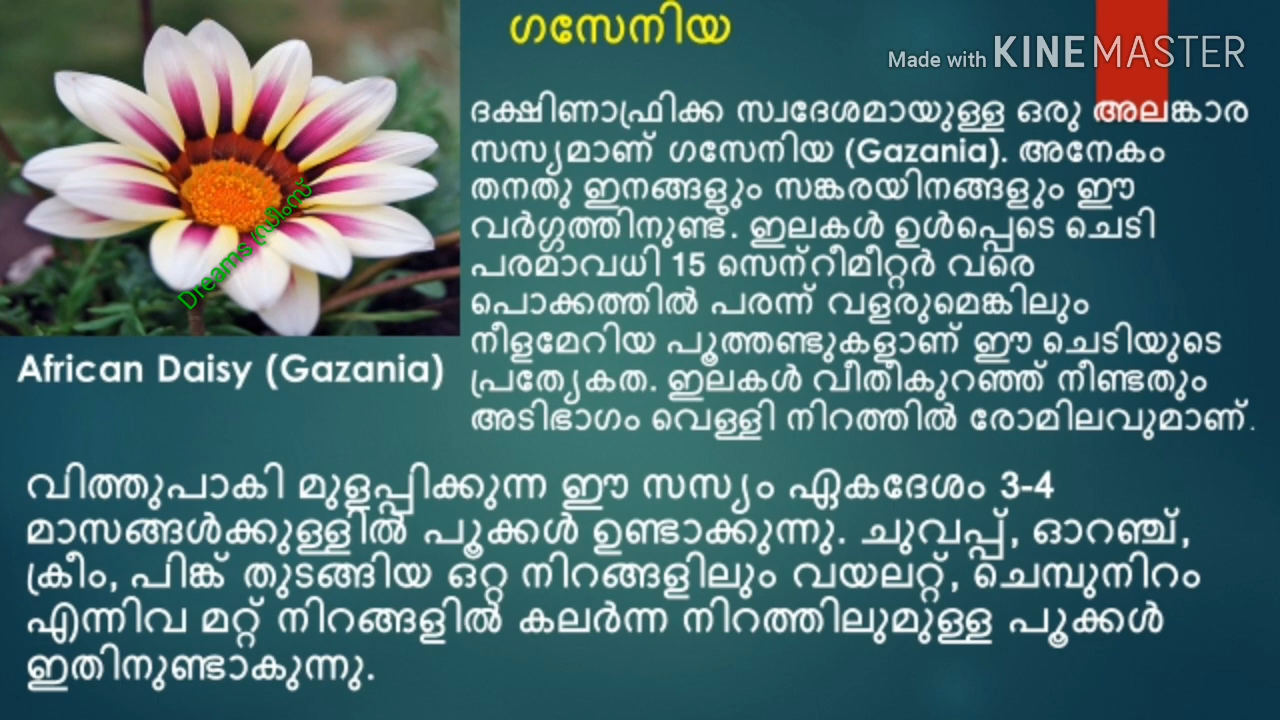 ഗസേനിയ
Made with KINEMASTER
ദക്ഷിണാഫ്രിക്ക സ്വദേശമായുള്ള ഒരു അലങ്കാര
സസ്യമാണ് ഗസേനിയ (Gazania). അനേകം
തനതു ഇനങ്ങളും സങ്കരയിനങ്ങളും ഈ
വർഗ്ഗത്തിനുണ്ട്. ഇലകൾ ഉൾപ്പെടെ ചെടി
പരമാവധി 15 സെന്റീമീറ്റർ വരെ
പൊക്കത്തിൽ പരന്ന് വളരുമെങ്കിലും
നീളമേറിയ പൂത്തണ്ടുകളാണ് ഈ ചെടിയുടെ
പ്രത്യേകത. ഇലകൾ വീതികുറഞ്ഞ് നീണ്ടതും
അടിഭാഗം വെള്ളി നിറത്തിൽ രോമിലവുമാണ്.
Dreams ഡ്രീംസ്
African Daisy (Gazania)
വിത്തുപാകി മുളപ്പിക്കുന്ന ഈ സസ്യം ഏകദേശം 3-4
മാസങ്ങൾക്കുള്ളിൽ പൂക്കൾ ഉണ്ടാക്കുന്നു. ചുവപ്പ്, ഓറഞ്ച്,
ക്രീം, പിങ്ക് തുടങ്ങിയ ഒറ്റ നിറങ്ങളിലും വയലറ്റ്, ചെമ്പുനിറം
എന്നിവ മറ്റ് നിറങ്ങളിൽ കലർന്ന നിറത്തിലുമുള്ള പൂക്കൾ
ഇതിനുണ്ടാകുന്നു.